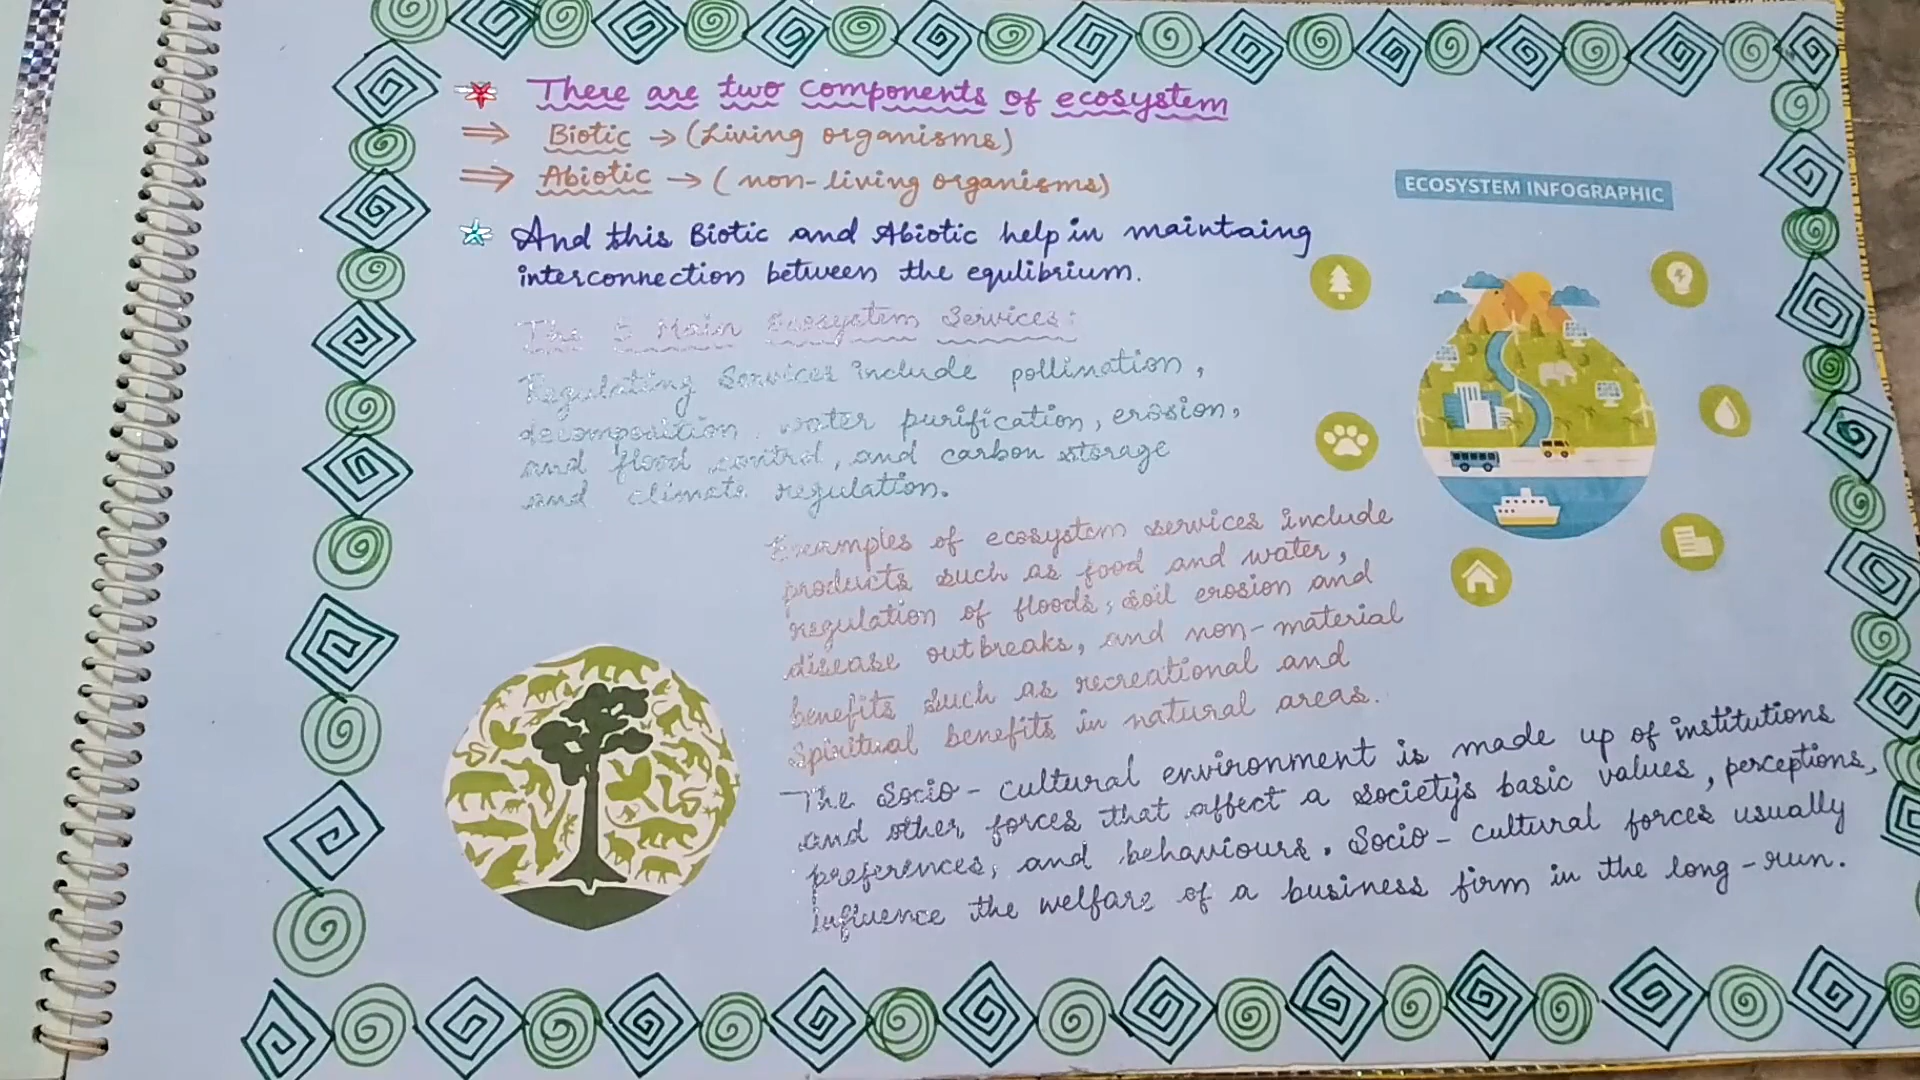 There are two components of ecosystem
⇒ Biotic → (Living organisms)
⇒ Abiotic → ( non-living organisms)
And this Biotic and Abiotic help in maintaing
interconnection between the equlibrium.
The 5 Main Ecosystem Services:
Regulating Services include pollination,
decomposition, water purification, erosion,
and flood control, and carbon storage
and climate regulation.
ECOSYSTEM INFOGRAPHIC
Examples of ecosystem services include
products such as food and water,
regulation of floods, soil erosion and
disease outbreaks, and non-material
benefits such as recreational and
Spiritual benefits in natural areas.
The Socio-cultural environment is made up of institutions
and other forces that affect a society's basic values, perceptions,
preferences, and behaviours. Socio-cultural forces usually
influence the welfare of a business firm in the long-run.